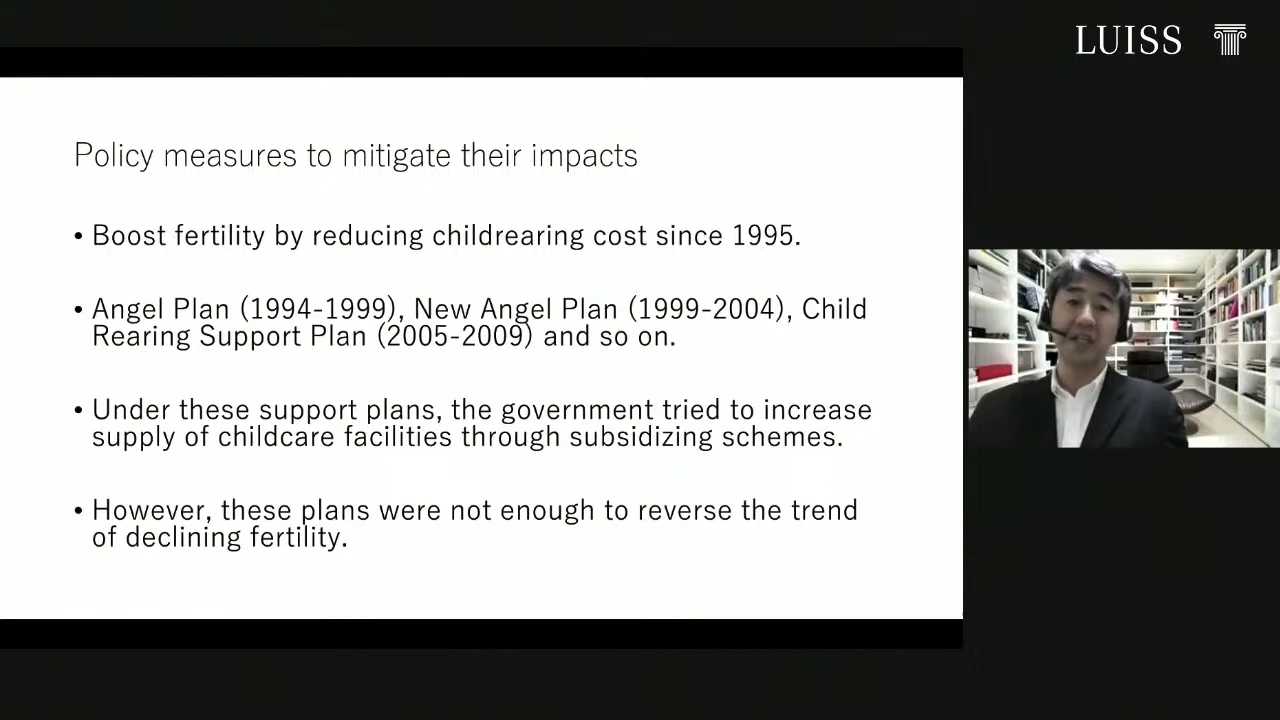 LUISS
Policy measures to mitigate their impacts
• Boost fertility by reducing childrearing cost since 1995.
• Angel Plan (1994-1999), New Angel Plan (1999-2004), Child
Rearing Support Plan (2005-2009) and so on.
• Under these support plans, the government tried to increase
supply of childcare facilities through subsidizing schemes.
• However, these plans were not enough to reverse the trend
of declining fertility.